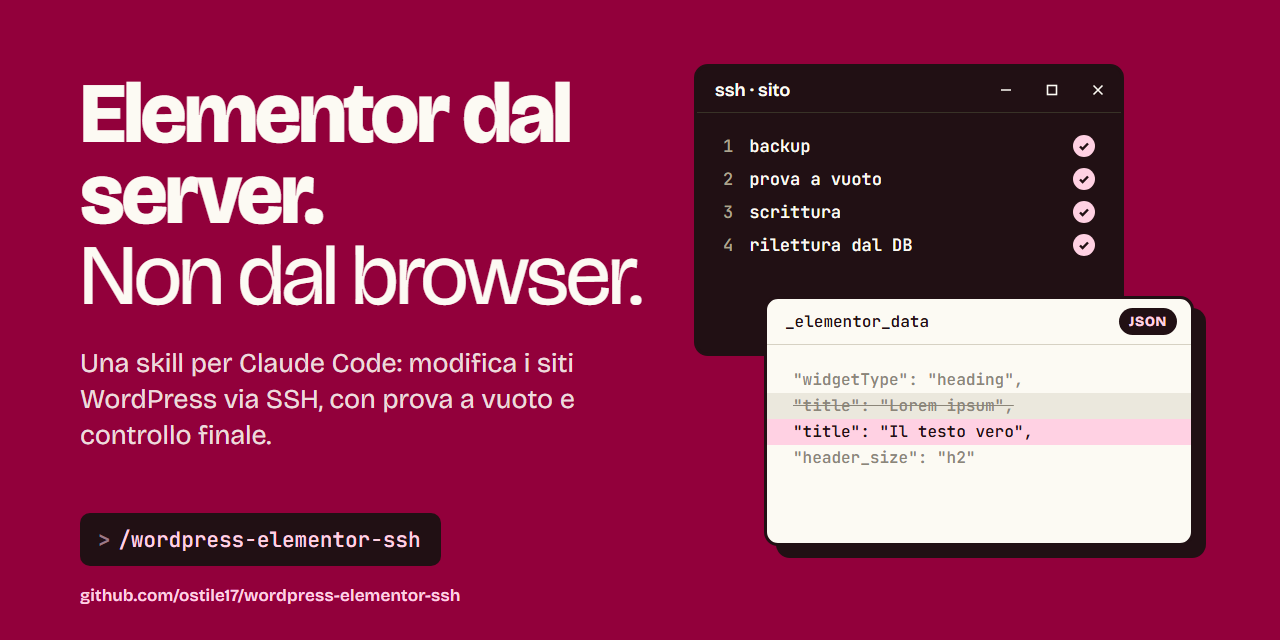 Elementor dal
server.
Non dal browser.
Una skill per Claude Code: modifica i siti
WordPress via SSH, con prova a vuoto e
controllo finale.
> /wordpress-elementor-ssh
github.com/ostile17/wordpress-elementor-ssh
ssh · sito
1 backup
2 prova a vuoto
3 scrittura
4 rilettura dal DB
_elementor_data
JSON
"widgetType": "heading",
"title": "Lorem ipsum",
"title": "Il testo vero",
"header_size": "h2"